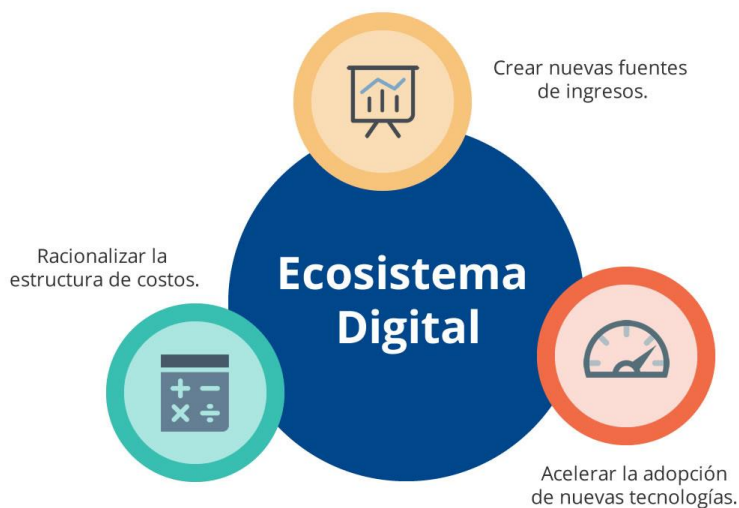 Crear nuevas fuentes
de ingresos.
Racionalizar la
estructura de costos.
Ecosistema
Digital
Acelerar la adopción
de nuevas tecnologías.